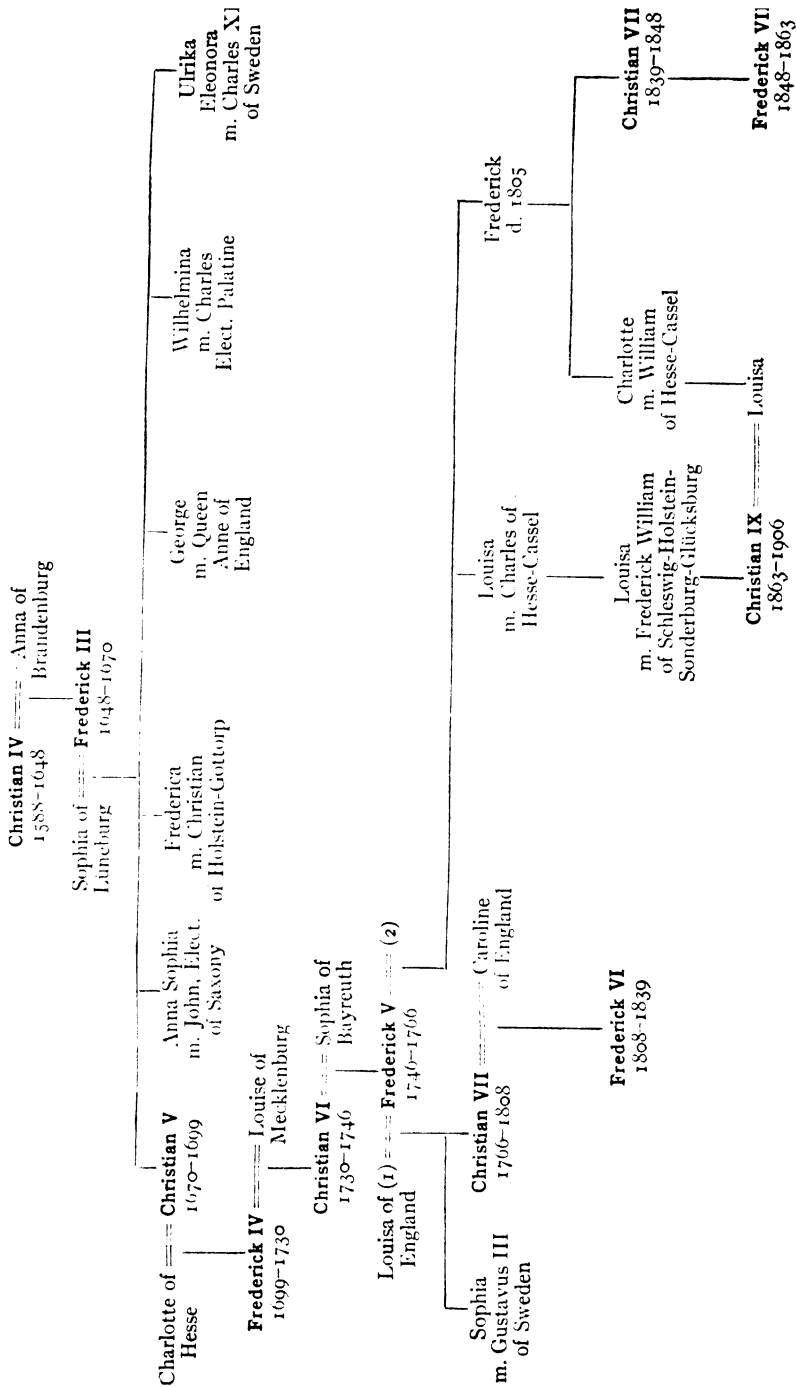 Christian IV == Anna of
1588–1648 Brandenburg
Sophia of == Frederick III
Lüneburg 1648–1670
Charlotte of == Christian V
Hesse 1670–1699
Anna Sophia
m. John, Elect.
of Saxony
Frederica
m. Christian
of Holstein-Gottorp
George
m. Queen
Anne of
England
Wilhelmina
m. Charles
Elect. Palatine
Ulrika
Eleonora
m. Charles XI
of Sweden
Frederick IV == Louise of
1699–1730 Mecklenburg
Christian VI == Sophia of
1730–1746 Bayreuth
Louisa of (1) == Frederick V == (2)
England 1746–1766
Sophia
m. Gustavus III
of Sweden
Christian VII == Caroline
1766–1808 of England
Louisa
m. Charles of
Hesse-Cassel
Frederick
d. 1805
Frederick VI
1808–1839
Louisa
m. Frederick William
of Schleswig-Holstein-
Sonderburg-Glücksburg
Charlotte
m. William
of Hesse-Cassel
Christian VII
1839–1848
Christian IX == Louisa
1863–1906
Frederick VII
1848–1863